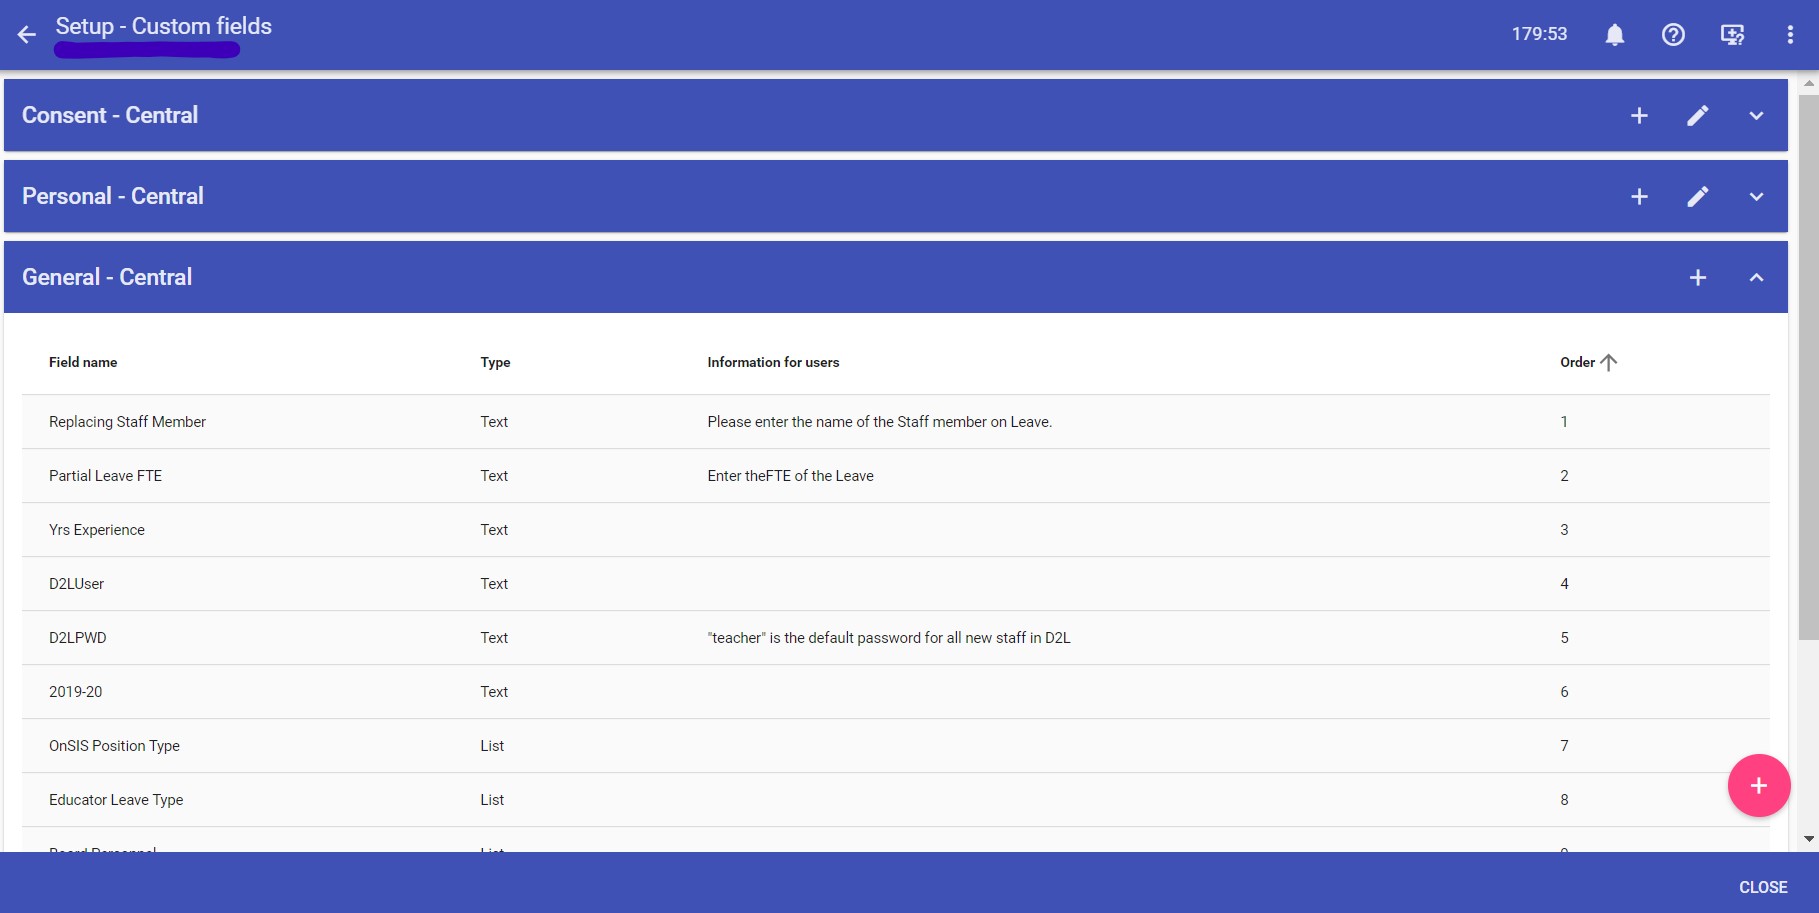 Setup - Custom fields
179:53
Consent - Central
Personal - Central
General - Central
Field name Type Information for users Order
Replacing Staff Member Text Please enter the name of the Staff member on Leave. 1
Partial Leave FTE Text Enter theFTE of the Leave 2
Yrs Experience Text 3
D2LUser Text 4
D2LPWD Text "teacher" is the default password for all new staff in D2L 5
2019-20 Text 6
OnSIS Position Type List 7
Educator Leave Type List 8
Board Personnel List 9
CLOSE